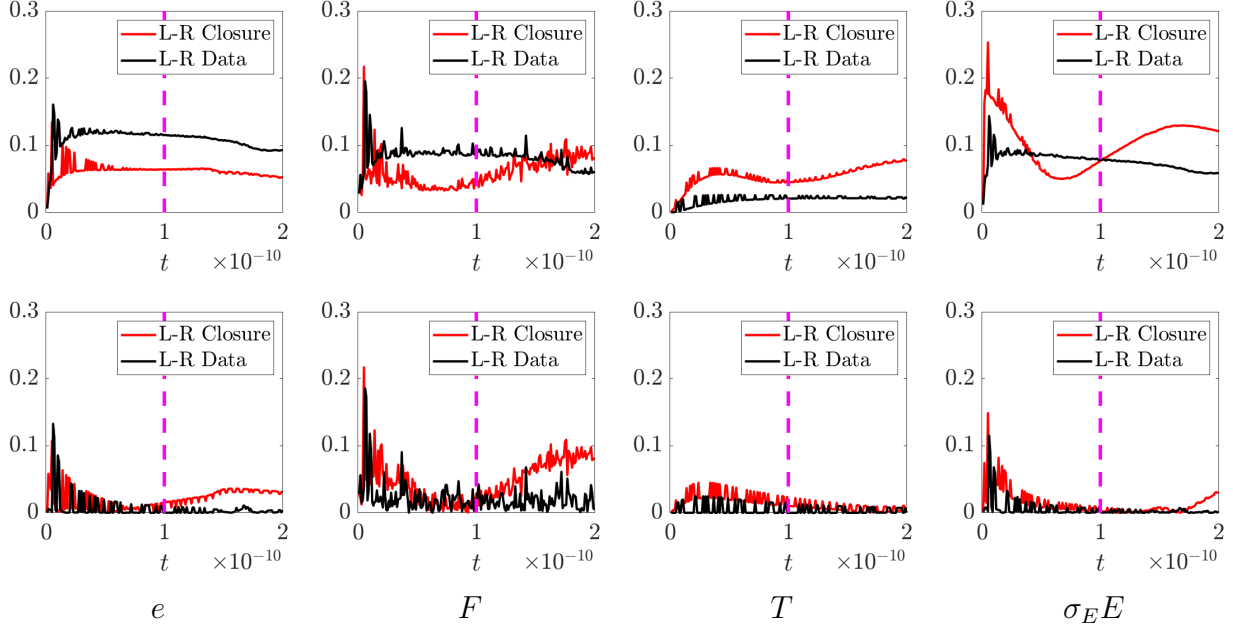 0.3 0.3 0.3 0.3
L-R Closure L-R Closure L-R Closure L-R Closure
L-R Data L-R Data L-R Data L-R Data
0.2 0.2 0.2 0.2
0.1 0.1 0.1 0.1
0 0 0 0
0 1 2 0 1 2 0 1 2 0 1 2
t ×10⁻¹⁰ t ×10⁻¹⁰ t ×10⁻¹⁰ t ×10⁻¹⁰
0.3 0.3 0.3 0.3
L-R Closure L-R Closure L-R Closure L-R Closure
L-R Data L-R Data L-R Data L-R Data
0.2 0.2 0.2 0.2
0.1 0.1 0.1 0.1
0 0 0 0
0 1 2 0 1 2 0 1 2 0 1 2
t ×10⁻¹⁰ t ×10⁻¹⁰ t ×10⁻¹⁰ t ×10⁻¹⁰
e F T σ_E E